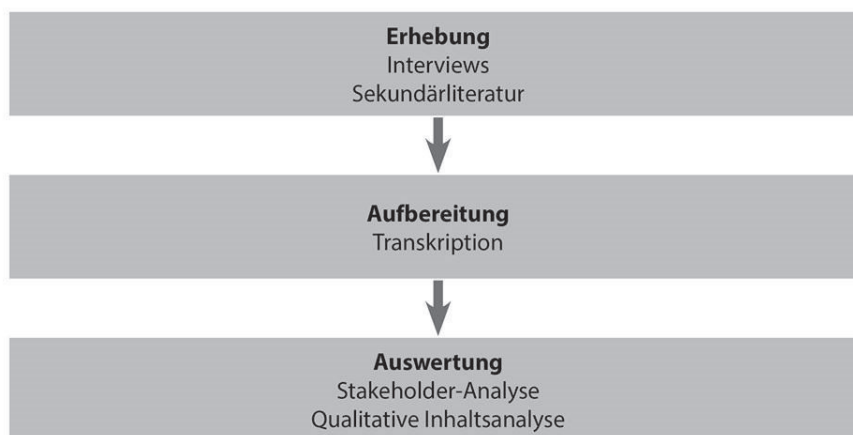 Erhebung
Interviews
Sekundärliteratur
Aufbereitung
Transkription
Auswertung
Stakeholder-Analyse
Qualitative Inhaltsanalyse